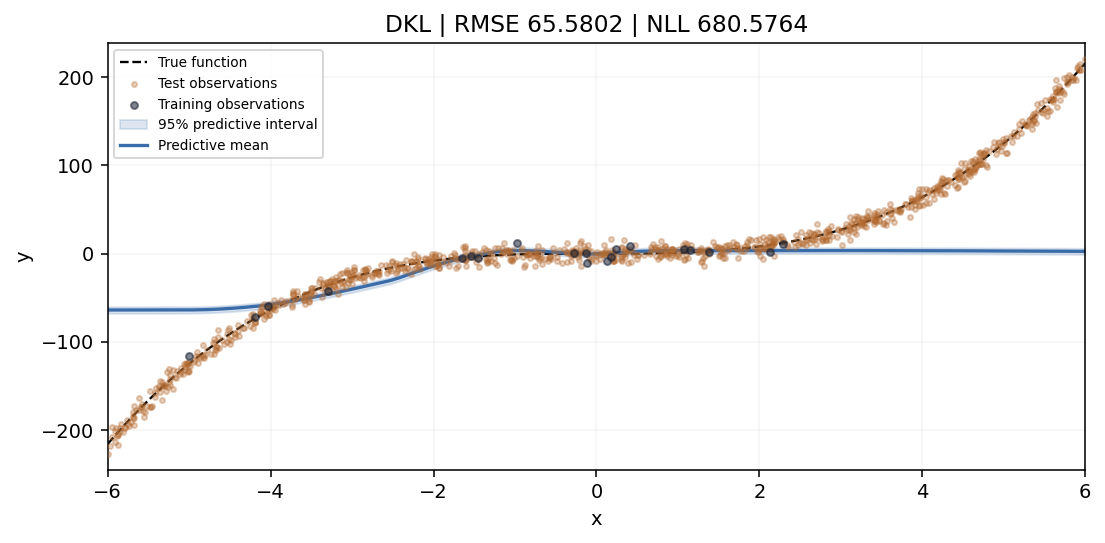 DKL | RMSE 65.5802 | NLL 680.5764
True function
Test observations
Training observations
95% predictive interval
Predictive mean
200
100
0
−100
−200
y
−6 −4 −2 0 2 4 6
x